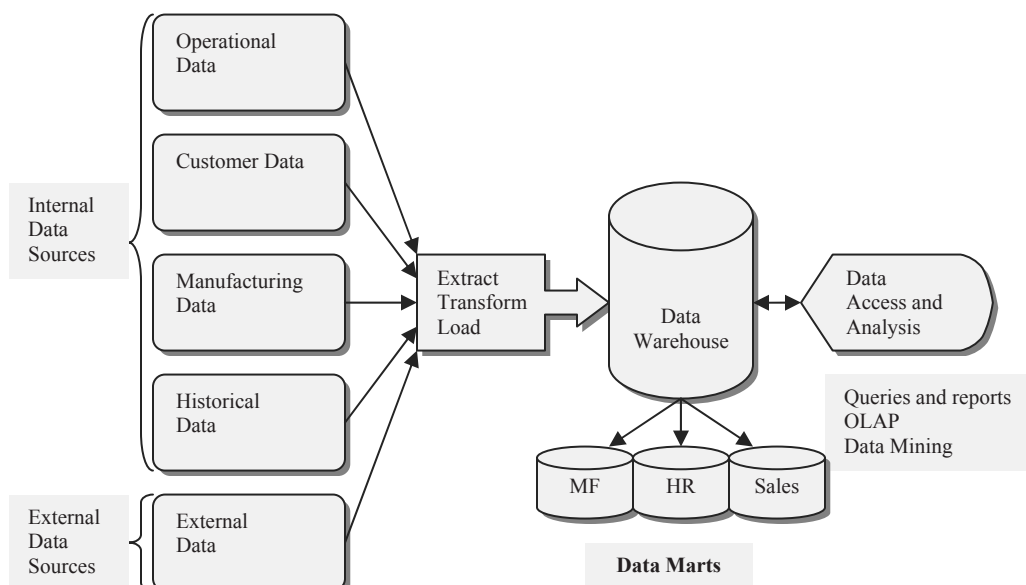 Operational
Data
Customer Data
Internal
Data
Sources
Manufacturing
Data
Historical
Data
External
Data
Sources
External
Data
Extract
Transform
Load
Data
Warehouse
Data
Access and
Analysis
Queries and reports
OLAP
Data Mining
MF
HR
Sales
Data Marts